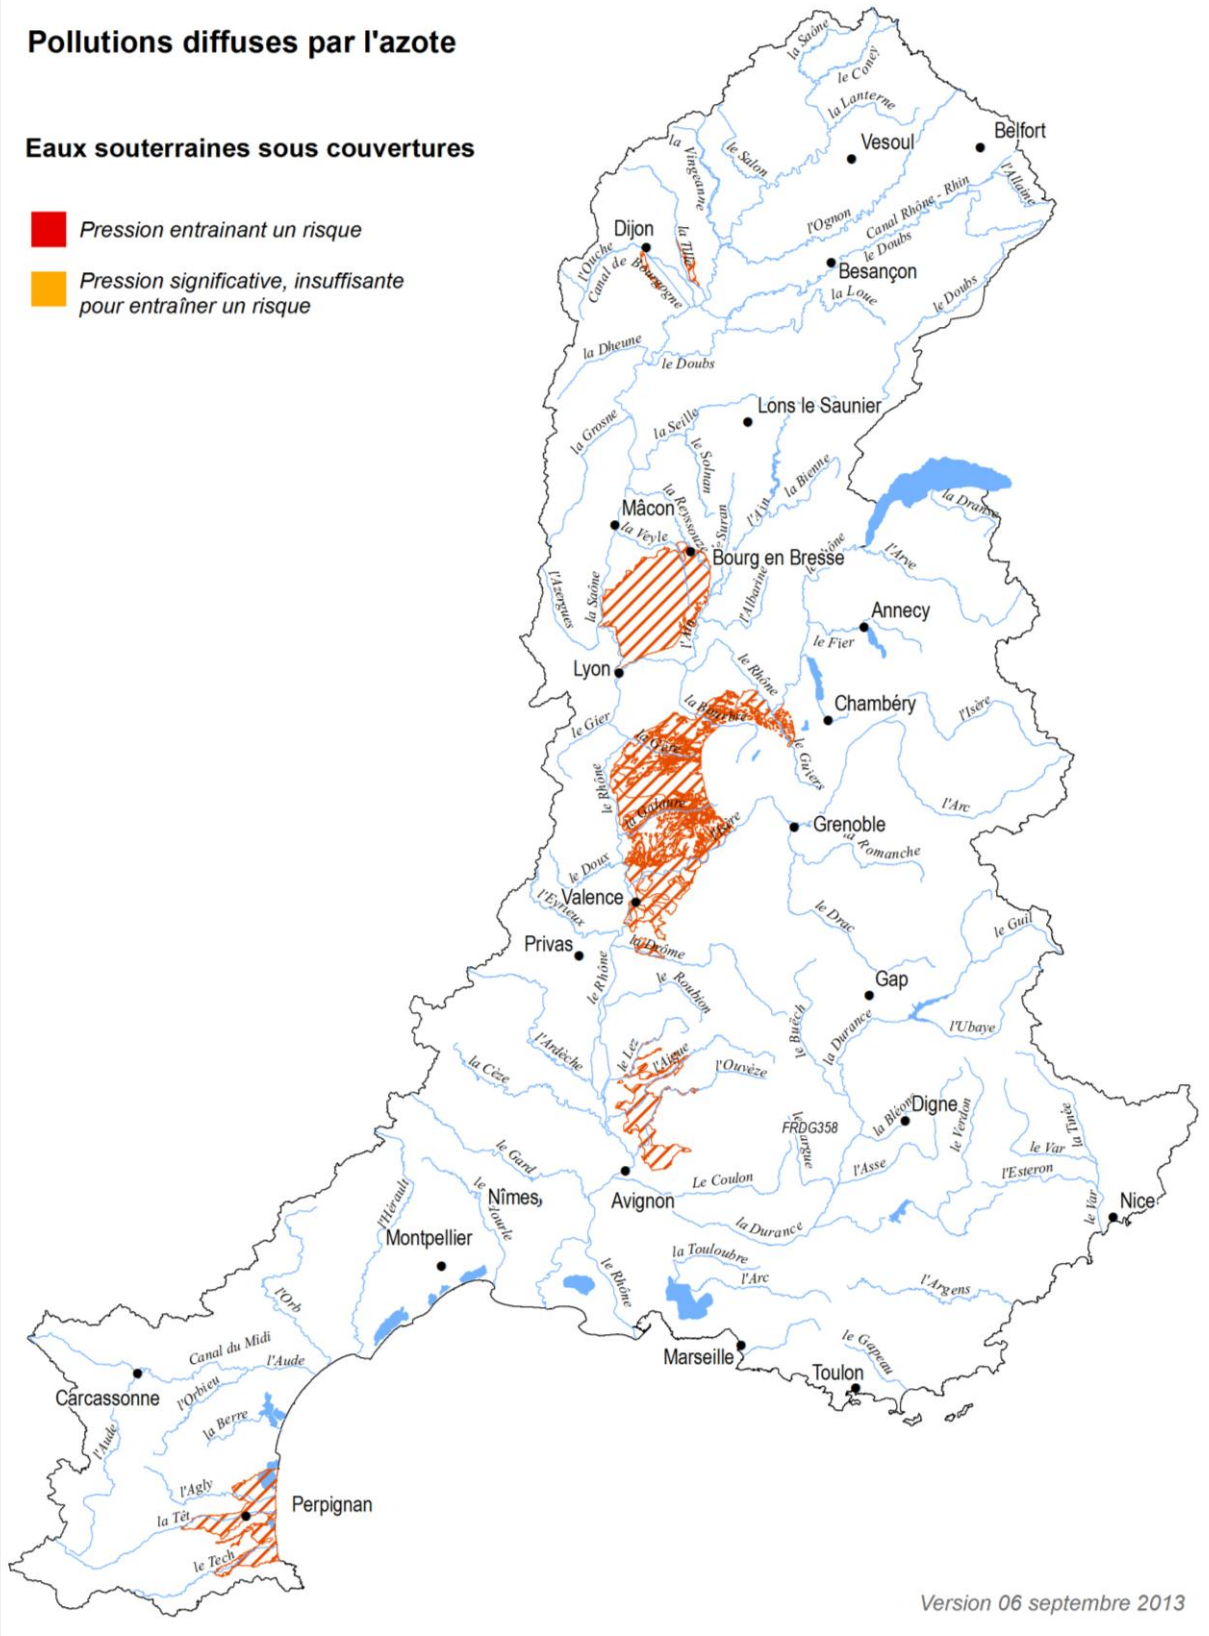 Pollutions diffuses par l'azote
Eaux souterraines sous couvertures
Pression entrainant un risque
Pression significative, insuffisante
pour entraîner un risque
la Saône
le Coney
la Lanterne
Belfort
Vesoul
la Vingeanne
le Salon
l'Allaine
l'Ognon
Canal Rhône - Rhin
le Doubs
Dijon
la Tille
l'Ouche
Canal de Bourgogne
Besançon
la Loue
le Doubs
la Dheune
le Doubs
Lons le Saunier
la Grosne
la Seille
le Solnan
la Bienne
l'Ain
la Reyssouze
le Suran
Mâcon
la Veyle
la Dranse
Bourg en Bresse
le Rhône
l'Arve
l'Azergues
la Saône
l'Albarine
Annecy
l'Ain
le Fier
Lyon
le Rhône
Chambéry
la Bourbre
l'Isère
le Gier
le Guiers
le Rhône
la Galaure
l'Isère
l'Arc
Grenoble
la Romanche
le Doux
Valence
l'Eyrieux
le Drac
le Guil
Privas
la Drôme
le Rhône
le Roubion
Gap
le Buëch
la Durance
l'Ubaye
l'Ardèche
le Lez
l'Aigue
l'Ouvèze
la Cèze
Digne
la Bléone
le Verdon
la Tinée
FRDG358
le Var
l'Asse
l'Esteron
le Gard
Le Coulon
Avignon
Nîmes
l'Hérault
Nice
le Var
la Durance
Montpellier
la Touloubre
l'Arc
le Rhône
l'Argens
l'Orb
Canal du Midi
l'Aude
Marseille
le Gapeau
Toulon
Carcassonne
l'Orbieu
la Berre
l'Aude
l'Agly
Perpignan
la Têt
le Tech
Version 06 septembre 2013